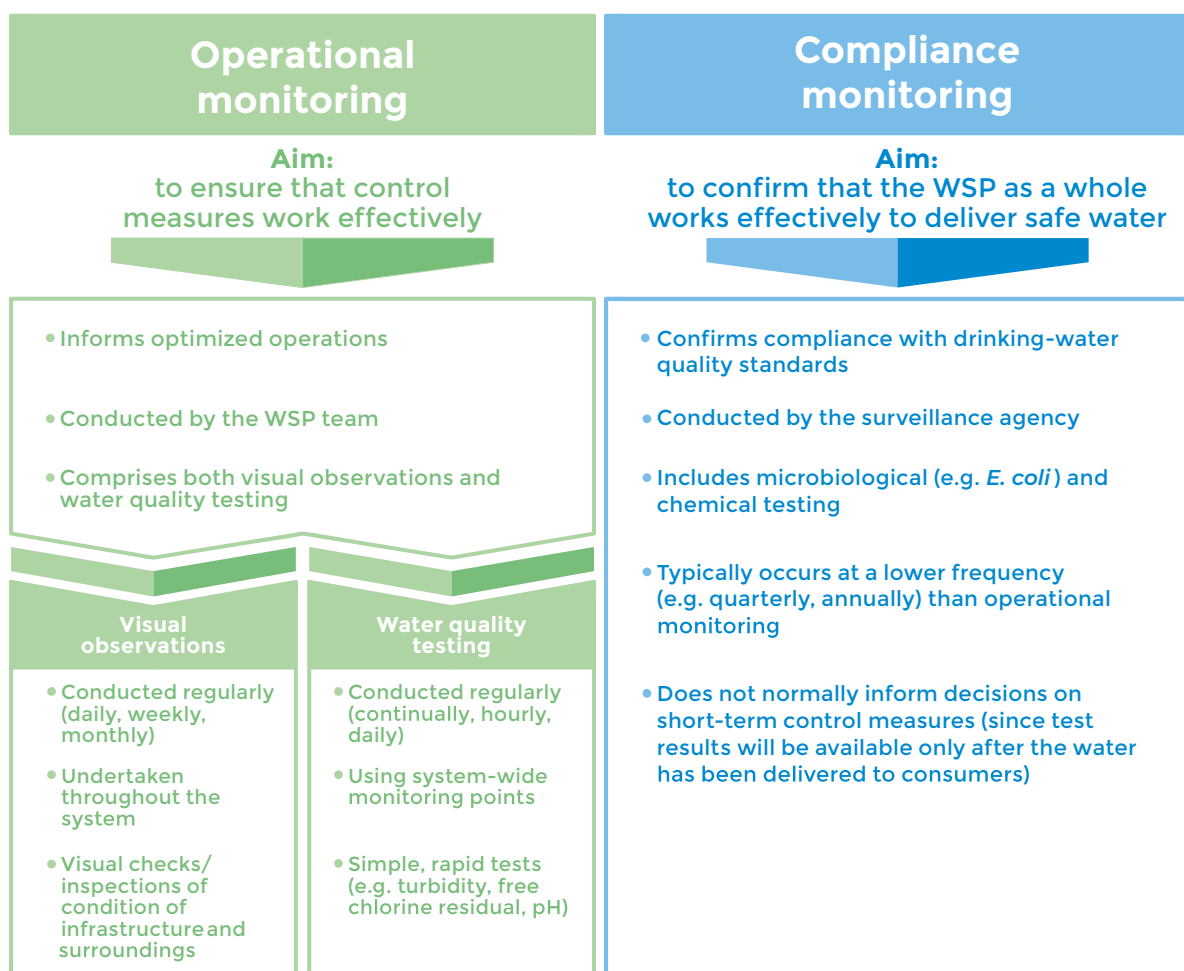 Operational
monitoring
Aim:
to ensure that control
measures work effectively
• Informs optimized operations
• Conducted by the WSP team
• Comprises both visual observations and
water quality testing
Visual
observations
• Conducted regularly
(daily, weekly,
monthly)
• Undertaken
throughout the
system
• Visual checks/
inspections of
condition of
infrastructure and
surroundings
Water quality
testing
• Conducted regularly
(continually, hourly,
daily)
• Using system-wide
monitoring points
• Simple, rapid tests
(e.g. turbidity, free
chlorine residual, pH)
Compliance
monitoring
Aim:
to confirm that the WSP as a whole
works effectively to deliver safe water
• Confirms compliance with drinking-water
quality standards
• Conducted by the surveillance agency
• Includes microbiological (e.g. E. coli) and
chemical testing
• Typically occurs at a lower frequency
(e.g. quarterly, annually) than operational
monitoring
• Does not normally inform decisions on
short-term control measures (since test
results will be available only after the water
has been delivered to consumers)